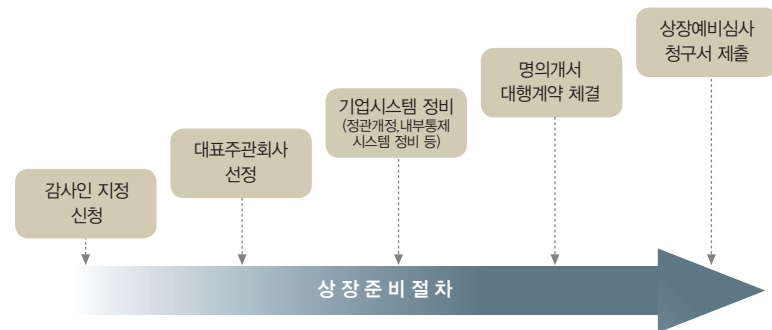 감사인 지정
신청
대표주관회사
선정
기업시스템 정비
(정관개정,내부통제
시스템 정비 등)
명의개서
대행계약 체결
상장예비심사
청구서 제출
상장준비절차